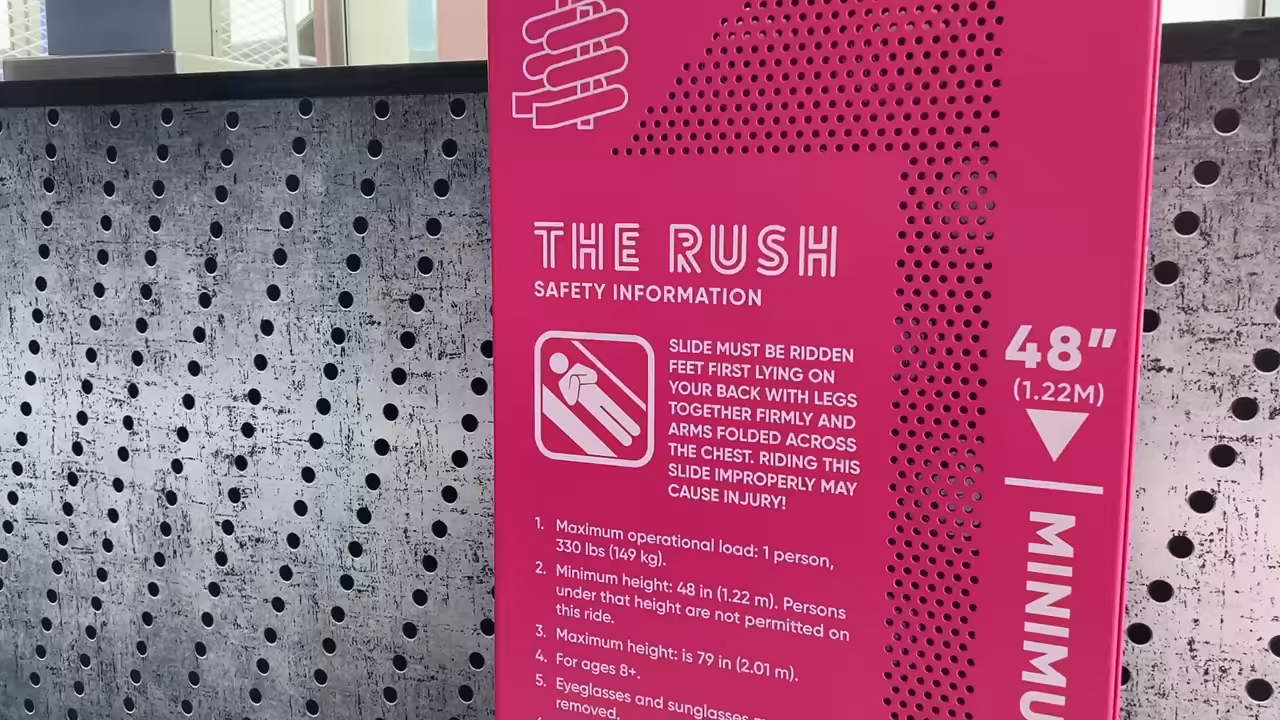 THE RUSH
SAFETY INFORMATION
SLIDE MUST BE RIDDEN
FEET FIRST LYING ON
YOUR BACK WITH LEGS
TOGETHER FIRMLY AND
ARMS FOLDED ACROSS
THE CHEST. RIDING THIS
SLIDE IMPROPERLY MAY
CAUSE INJURY!
1. Maximum operational load: 1 person,
330 lbs (149 kg).
2. Minimum height: 48 in (1.22 m). Persons
under that height are not permitted on
this ride.
3. Maximum height: is 79 in (2.01 m).
4. For ages 8+.
5. Eyeglasses and sunglasses
removed.
48"
(1.22M)
MINIMU